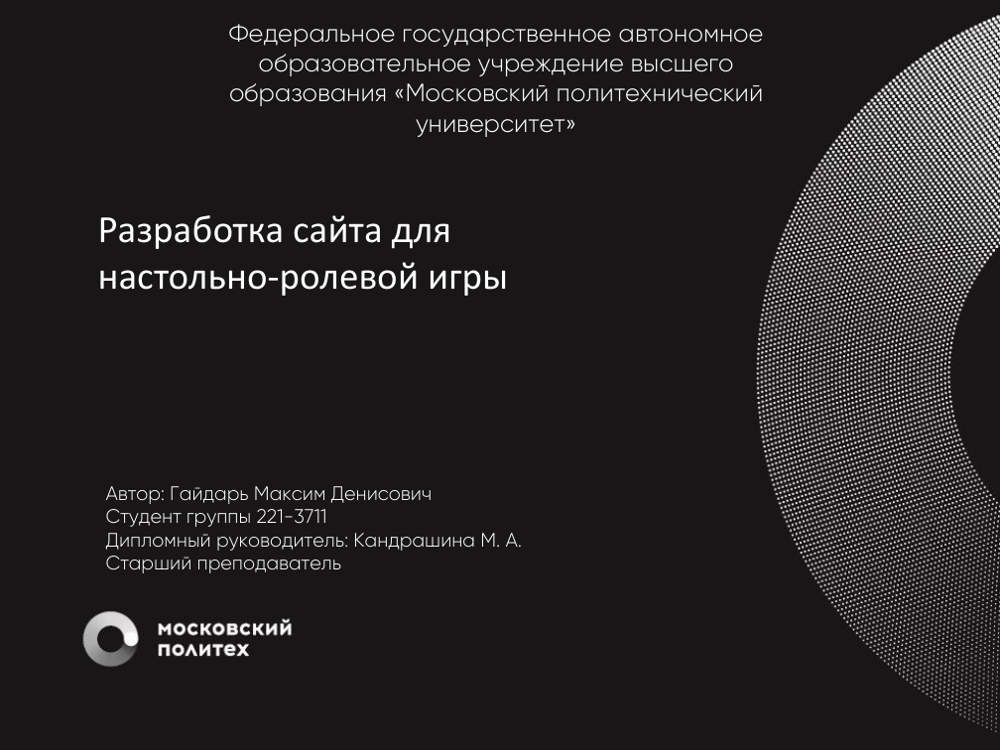 Федеральное государственное автономное
образовательное учреждение высшего
образования «Московский политехнический
университет»
Разработка сайта для
настольно-ролевой игры
Автор: Гайдарь Максим Денисович
Студент группы 221-3711
Дипломный руководитель: Кандрашина М. А.
Старший преподаватель
московский
политех